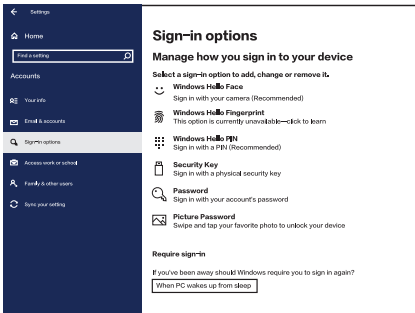 Settings
Home
Find a setting
Accounts
Your info
Email & accounts
Sign-in options
Access work or school
Family & other users
Sync your setting
Sign-in options
Manage how you sign in to your device
Select a sign-in option to add, change or remove it.
Windows Hello Face
Sign in with your camera (Recommended)
Windows Hello Fingerprint
This option is currently unavailable—click to learn
Windows Hello PIN
Sign in with a PIN (Recommended)
Security Key
Sign in with a physical security key
Password
Sign in with your account's password
Picture Password
Swipe and tap your favorite photo to unlock your device
Require sign-in
If you've been away should Windows require you to sign in again?
When PC wakes up from sleep